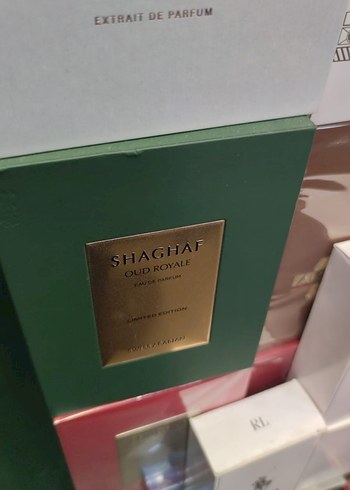 EXTRAIT DE PARFUM
SHAGHAF
OUD ROYALE
EAU DE PARFUM
LIMITED EDITION
RL